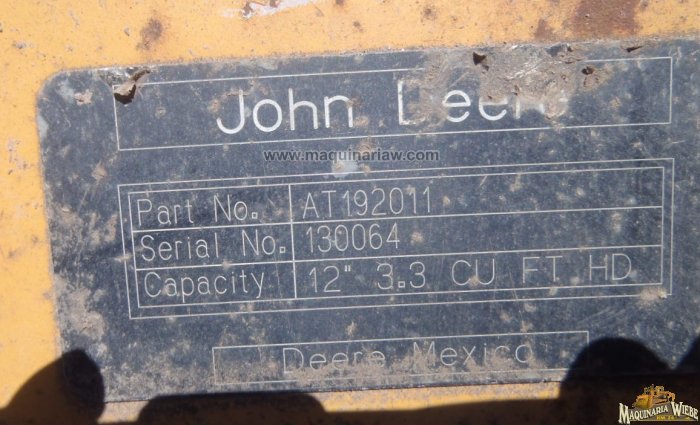 John Deere
www.maquinariaw.com
Part No. AT192011
Serial No. 130064
Capacity 12" 3.3 CU FT HD
Deere Mexico
MAQUINARIA WIEBE